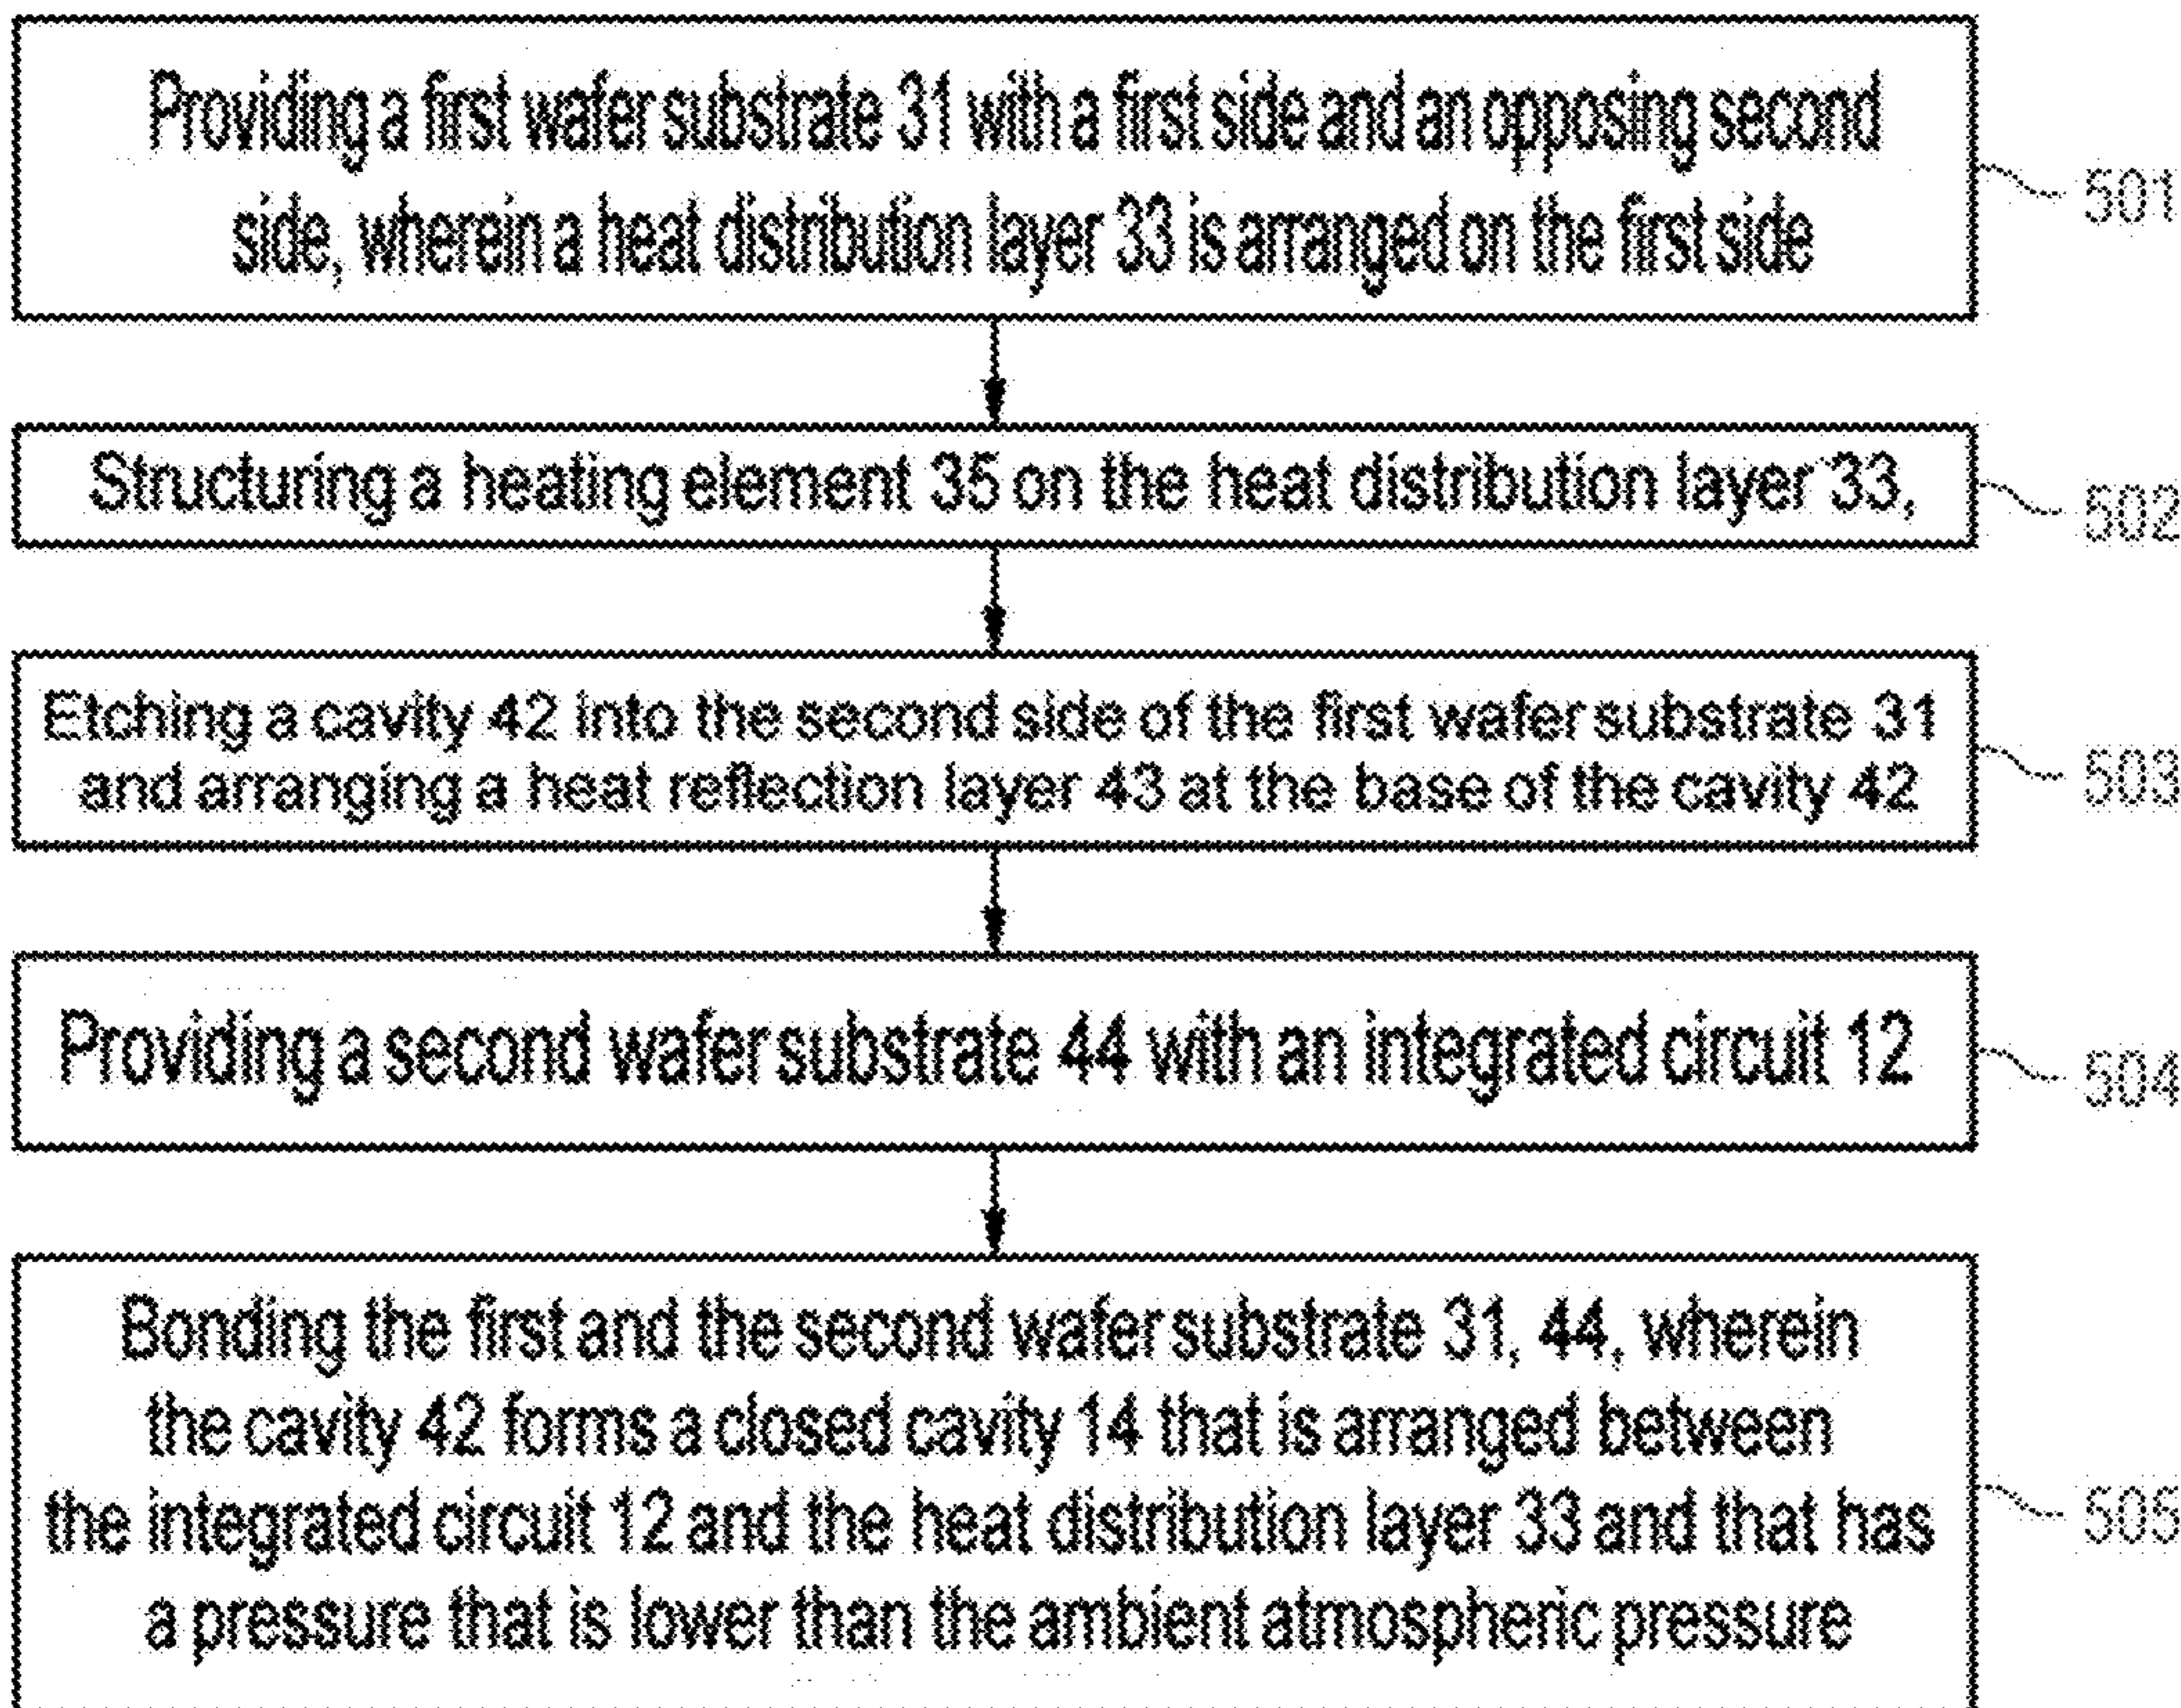 Providing a first wafer substrate 31 with a first side and an opposing second
side, wherein a heat distribution layer 33 is arranged on the first side
501
Structuring a heating element 35 on the heat distribution layer 33,
502
Etching a cavity 42 into the second side of the first wafer substrate 31
and arranging a heat reflection layer 43 at the base of the cavity 42
503
Providing a second wafer substrate 44 with an integrated circuit 12
504
Bonding the first and the second wafer substrate 31, 44, wherein
the cavity 42 forms a closed cavity 14 that is arranged between
the integrated circuit 12 and the heat distribution layer 33 and that has
a pressure that is lower than the ambient atmospheric pressure
505